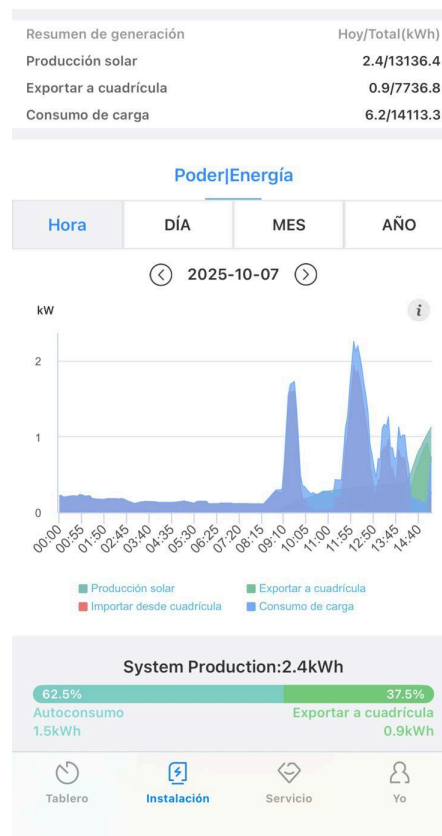 Resumen de generación Hoy/Total(kWh)
Producción solar 2.4/13136.4
Exportar a cuadrícula 0.9/7736.8
Consumo de carga 6.2/14113.3
Poder|Energía
Hora DÍA MES AÑO
2025-10-07
kW
i
2
1
0
00:00 00:55 01:50 02:45 03:40 04:35 05:30 06:25 07:20 08:15 09:10 10:05 11:00 11:55 12:50 13:45 14:40
Producción solar Exportar a cuadrícula
Importar desde cuadrícula Consumo de carga
System Production:2.4kWh
62.5% 37.5%
Autoconsumo Exportar a cuadrícula
1.5kWh 0.9kWh
Tablero Instalación Servicio Yo